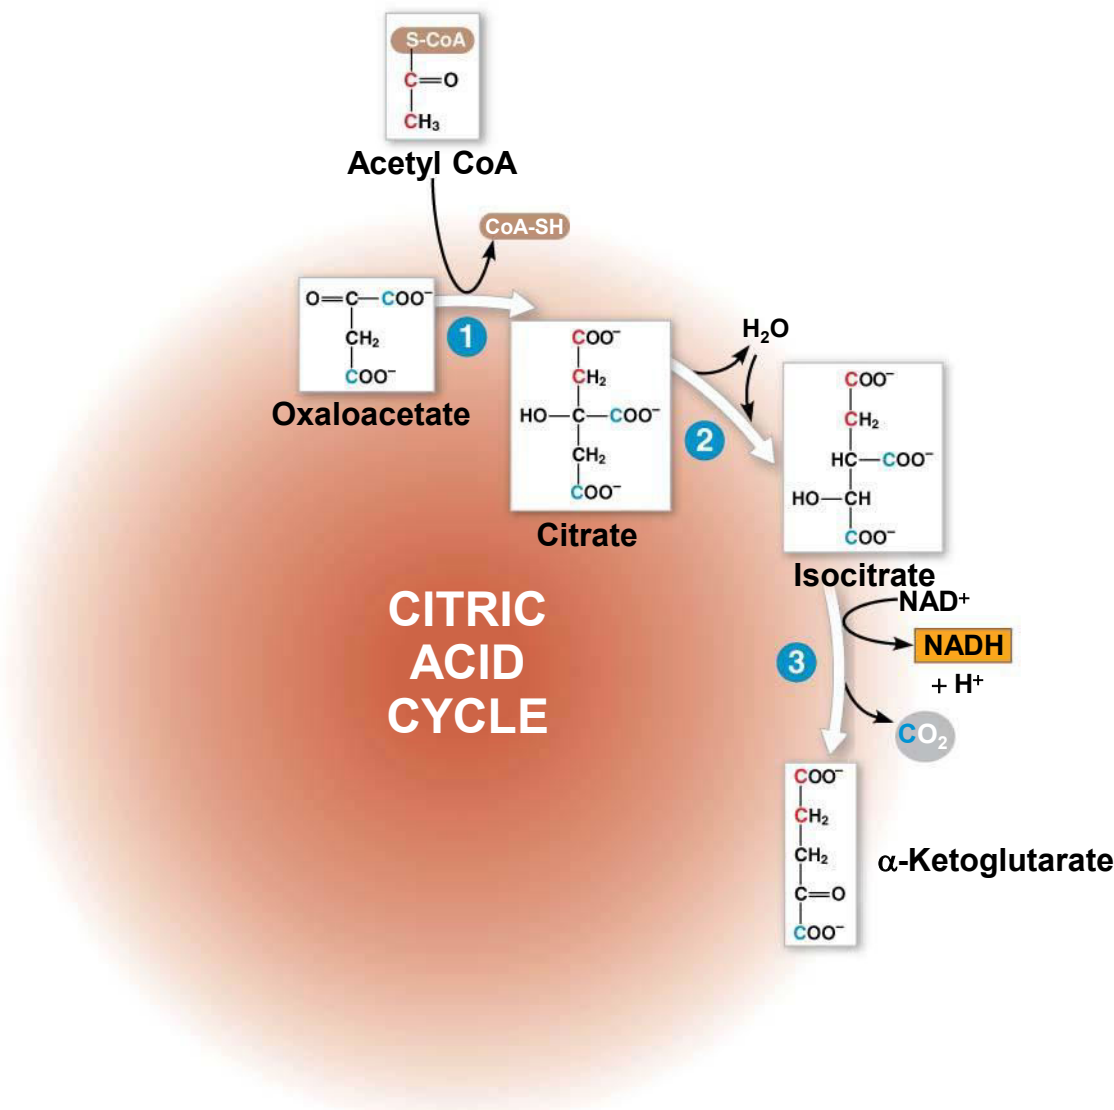 S-CoA
C=O
CH₃
Acetyl CoA
CoA-SH
O=C—COO⁻
CH₂
COO⁻
Oxaloacetate
1
COO⁻
CH₂
HO—C—COO⁻
CH₂
COO⁻
Citrate
2
H₂O
COO⁻
CH₂
HC—COO⁻
HO—CH
COO⁻
Isocitrate
NAD⁺
NADH
+ H⁺
3
CO₂
COO⁻
CH₂
CH₂
C=O
COO⁻
α-Ketoglutarate
CITRIC
ACID
CYCLE